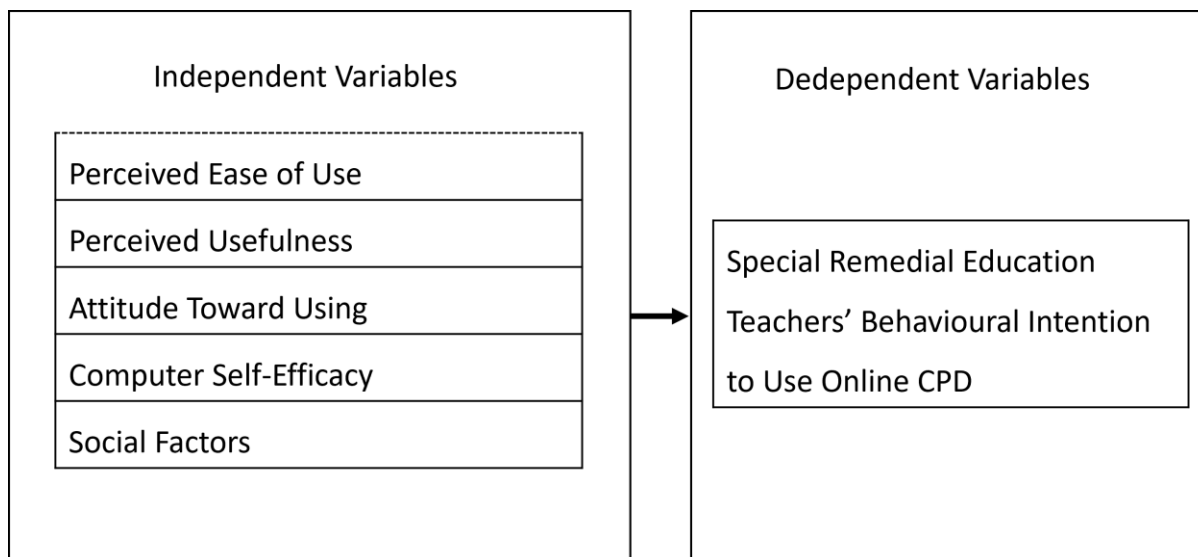 Independent Variables
Perceived Ease of Use
Perceived Usefulness
Attitude Toward Using
Computer Self-Efficacy
Social Factors
Dedependent Variables
Special Remedial Education
Teachers’ Behavioural Intention
to Use Online CPD